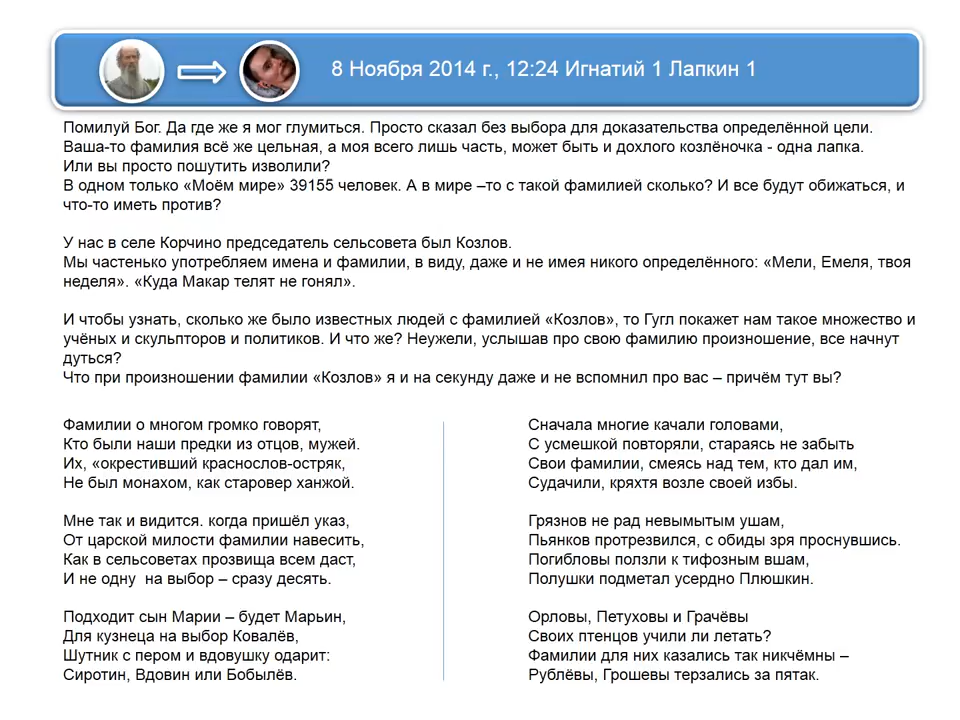 8 Ноября 2014 г., 12:24 Игнатий 1 Лапкин 1
Помилуй Бог. Да где же я мог глумиться. Просто сказал без выбора для доказательства определённой цели.
Ваша-то фамилия всё же цельная, а моя всего лишь часть, может быть и дохлого козлёночка - одна лапка.
Или вы просто пошутить изволили?
В одном только «Моём мире» 39155 человек. А в мире –то с такой фамилией сколько? И все будут обижаться, и
что-то иметь против?
У нас в селе Корчино председатель сельсовета был Козлов.
Мы частенько употребляем имена и фамилии, в виду, даже и не имея никого определённого: «Мели, Емеля, твоя
неделя». «Куда Макар телят не гонял».
И чтобы узнать, сколько же было известных людей с фамилией «Козлов», то Гугл покажет нам такое множество и
учёных и скульпторов и политиков. И что же? Неужели, услышав про свою фамилию произношение, все начнут
дуться?
Что при произношении фамилии «Козлов» я и на секунду даже и не вспомнил про вас – причём тут вы?
Фамилии о многом громко говорят,
Кто были наши предки из отцов, мужей.
Их, «окрестивший краснослов-остряк,
Не был монахом, как старовер ханжой.
Мне так и видится. когда пришёл указ,
От царской милости фамилии навесить,
Как в сельсоветах прозвища всем даст,
И не одну  на выбор – сразу десять.
Подходит сын Марии – будет Марьин,
Для кузнеца на выбор Ковалёв,
Шутник с пером и вдовушку одарит:
Сиротин, Вдовин или Бобылёв.
Сначала многие качали головами,
С усмешкой повторяли, стараясь не забыть
Свои фамилии, смеясь над тем, кто дал им,
Судачили, кряхтя возле своей избы.
Грязнов не рад невымытым ушам,
Пьянков протрезвился, с обиды зря проснувшись.
Погибловы ползли к тифозным вшам,
Полушки подметал усердно Плюшкин.
Орловы, Петуховы и Грачёвы
Своих птенцов учили ли летать?
Фамилии для них казались так никчёмны –
Рублёвы, Грошевы терзались за пятак.